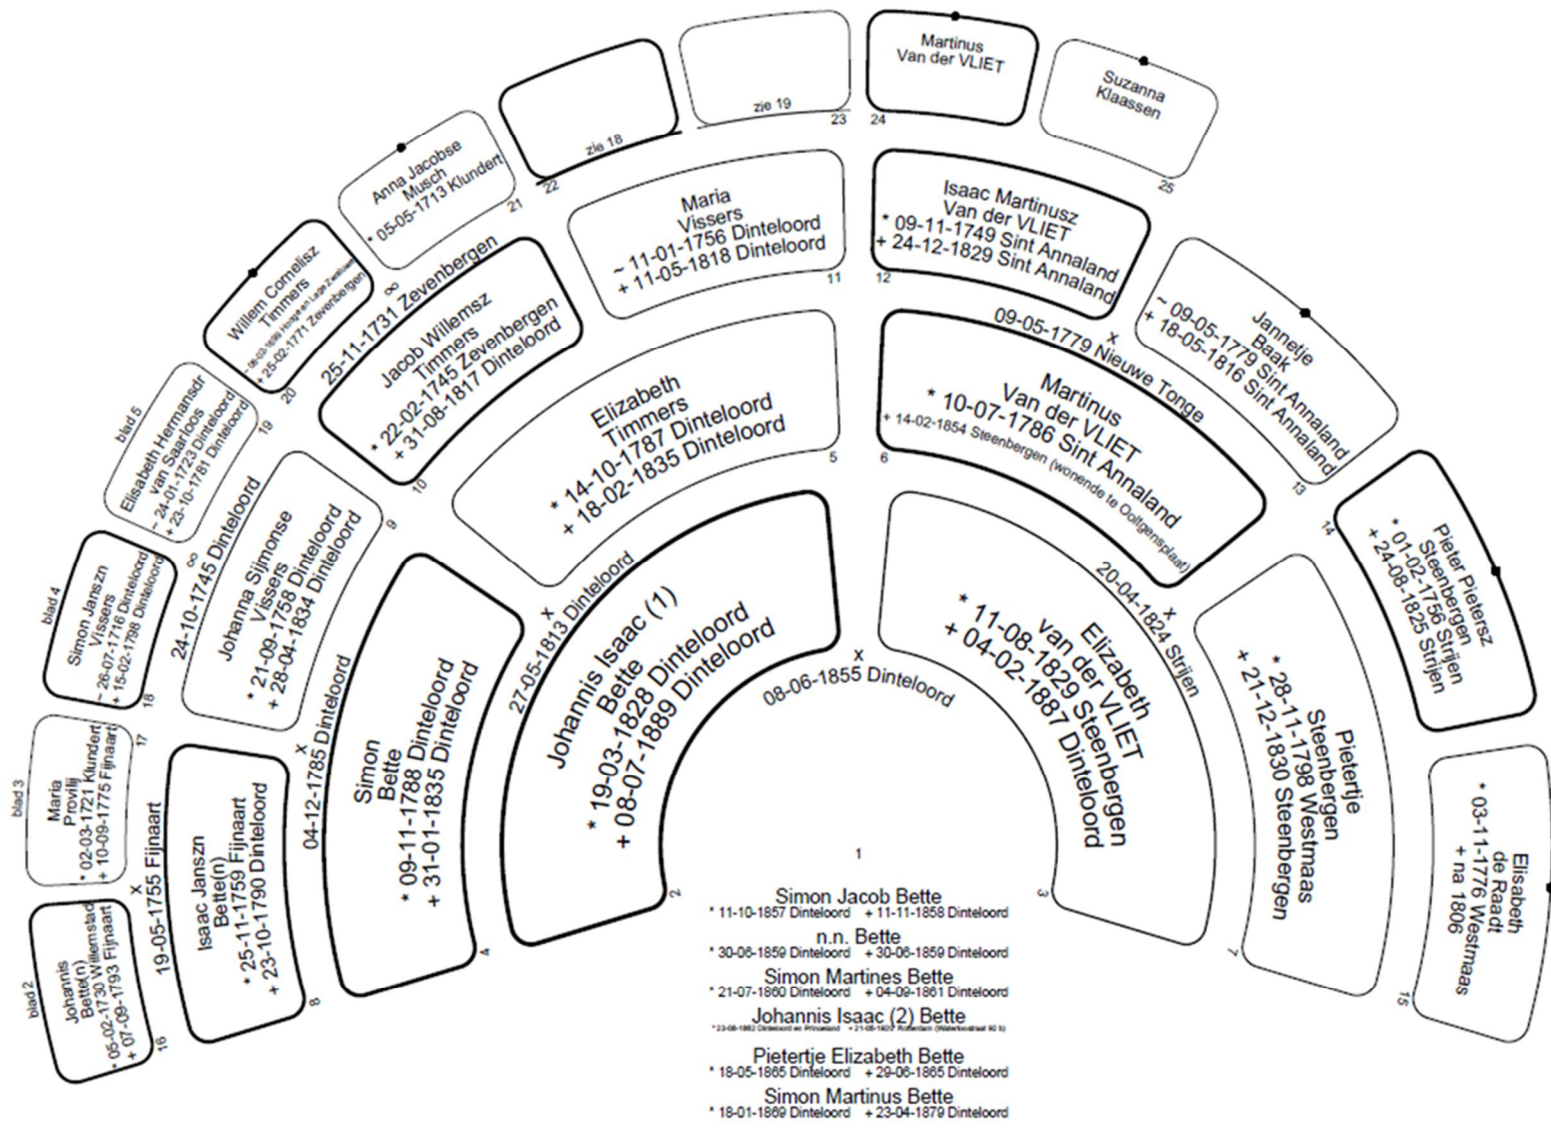 1
Simon Jacob Bette
* 11-10-1857 Dinteloord + 11-11-1858 Dinteloord
n.n. Bette
* 30-06-1859 Dinteloord + 30-06-1859 Dinteloord
Simon Martines Bette
* 21-07-1860 Dinteloord + 04-09-1861 Dinteloord
Johannis Isaac (2) Bette
Pietertje Elizabeth Bette
* 18-05-1865 Dinteloord + 29-06-1865 Dinteloord
Simon Martinus Bette
* 18-01-1869 Dinteloord + 23-04-1879 Dinteloord
x
08-06-1855 Dinteloord
Johannis Isaac (1)
Bette
* 19-03-1828 Dinteloord
+ 08-07-1889 Dinteloord
2
Elizabeth
van der VLIET
* 11-08-1829 Steenbergen
+ 04-02-1887 Dinteloord
3
x
27-05-1813 Dinteloord
Simon
Bette
* 09-11-1788 Dinteloord
+ 31-01-1835 Dinteloord
4
Elizabeth
Timmers
* 14-10-1787 Dinteloord
+ 18-02-1835 Dinteloord
5
Martinus
Van der VLIET
* 10-07-1786 Sint Annaland
+ 14-02-1854 Steenbergen (wonende te Ooltgensplaat)
6
x
20-04-1824 Strijen
Pietertje
Steenbergen
* 28-11-1798 Westmaas
+ 21-12-1830 Steenbergen
7
x
04-12-1785 Dinteloord
Isaac Janszn
Bette(n)
* 25-11-1759 Fijnaart
+ 23-10-1790 Dinteloord
8
Johanna Sijmonse
Vissers
* 21-09-1758 Dinteloord
+ 28-04-1834 Dinteloord
9
Jacob Willemsz
Timmers
* 22-02-1745 Zevenbergen
+ 31-08-1817 Dinteloord
10
Maria
Vissers
~ 11-01-1756 Dinteloord
+ 11-05-1818 Dinteloord
11
Isaac Martinusz
Van der VLIET
* 09-11-1749 Sint Annaland
+ 24-12-1829 Sint Annaland
12
x
09-05-1779 Nieuwe Tonge
Jannetje
Baak
~ 09-05-1779 Sint Annaland
+ 18-05-1816 Sint Annaland
13
Pieter Pietersz
Steenbergen
* 01-02-1756 Strijen
+ 24-08-1825 Strijen
14
Elisabeth
de Raadt
* 03-11-1776 Westmaas
+ na 1806
15
blad 2
Johannis
Bette(n)
* 05-02-1730 Willemstad
+ 07-09-1793 Fijnaart
16
x
19-05-1755 Fijnaart
blad 3
Maria
Provilij
* 02-03-1721 Klundert
+ 10-09-1775 Fijnaart
17
blad 4
Simon Janszn
Vissers
~ 26-07-1716 Dinteloord
+ 15-02-1798 Dinteloord
18
∞
24-10-1745 Dinteloord
blad 5
Elisabeth Hermansdr
van Saarloos
~ 24-01-1723 Dinteloord
+ 23-10-1781 Dinteloord
19
Willem Cornelisz
Timmers
+ 25-02-1771 Zevenbergen
20
∞
25-11-1731 Zevenbergen
Anna Jacobse
Musch
* 05-05-1713 Klundert
21
zie 18
22
zie 19
23
Martinus
Van der VLIET
24
Suzanna
Klaassen
25